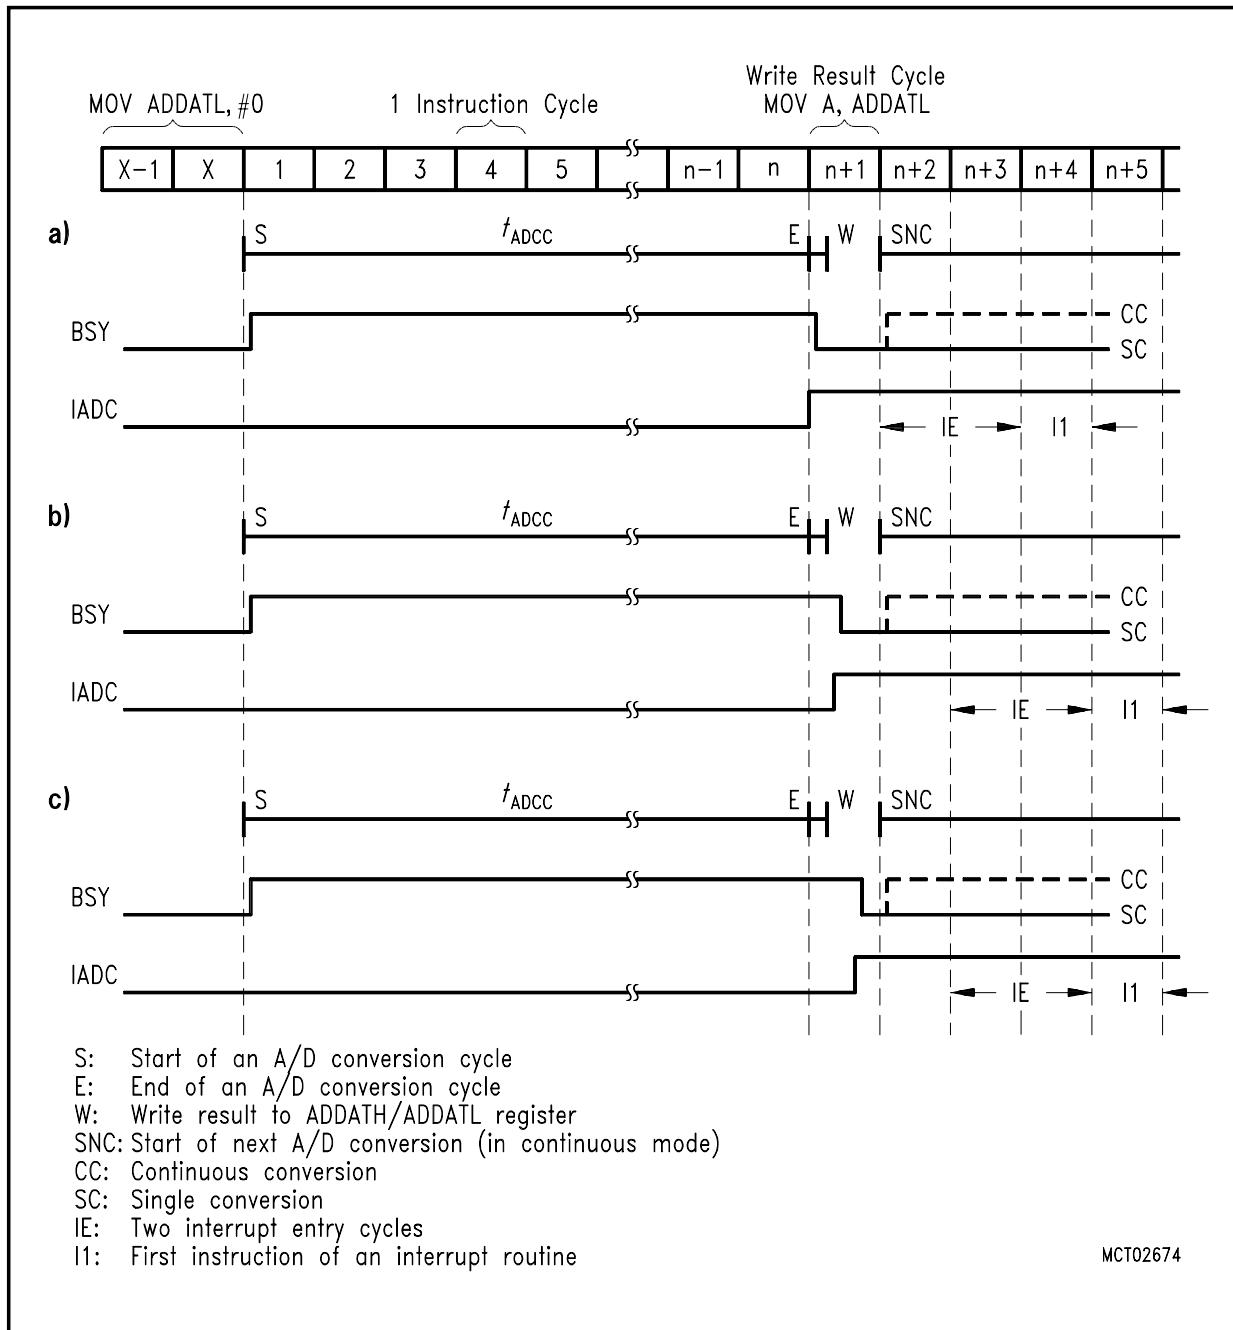 Write Result Cycle
MOV ADDATL, #0 1 Instruction Cycle MOV A, ADDATL
X-1 X 1 2 3 4 5 n-1 n n+1 n+2 n+3 n+4 n+5
a) S tADCC E W SNC
BSY CC
SC
IADC IE I1
b) S tADCC E W SNC
BSY CC
SC
IADC IE I1
c) S tADCC E W SNC
BSY CC
SC
IADC IE I1
S: Start of an A/D conversion cycle
E: End of an A/D conversion cycle
W: Write result to ADDATH/ADDATL register
SNC: Start of next A/D conversion (in continuous mode)
CC: Continuous conversion
SC: Single conversion
IE: Two interrupt entry cycles
I1: First instruction of an interrupt routine
MCT02674